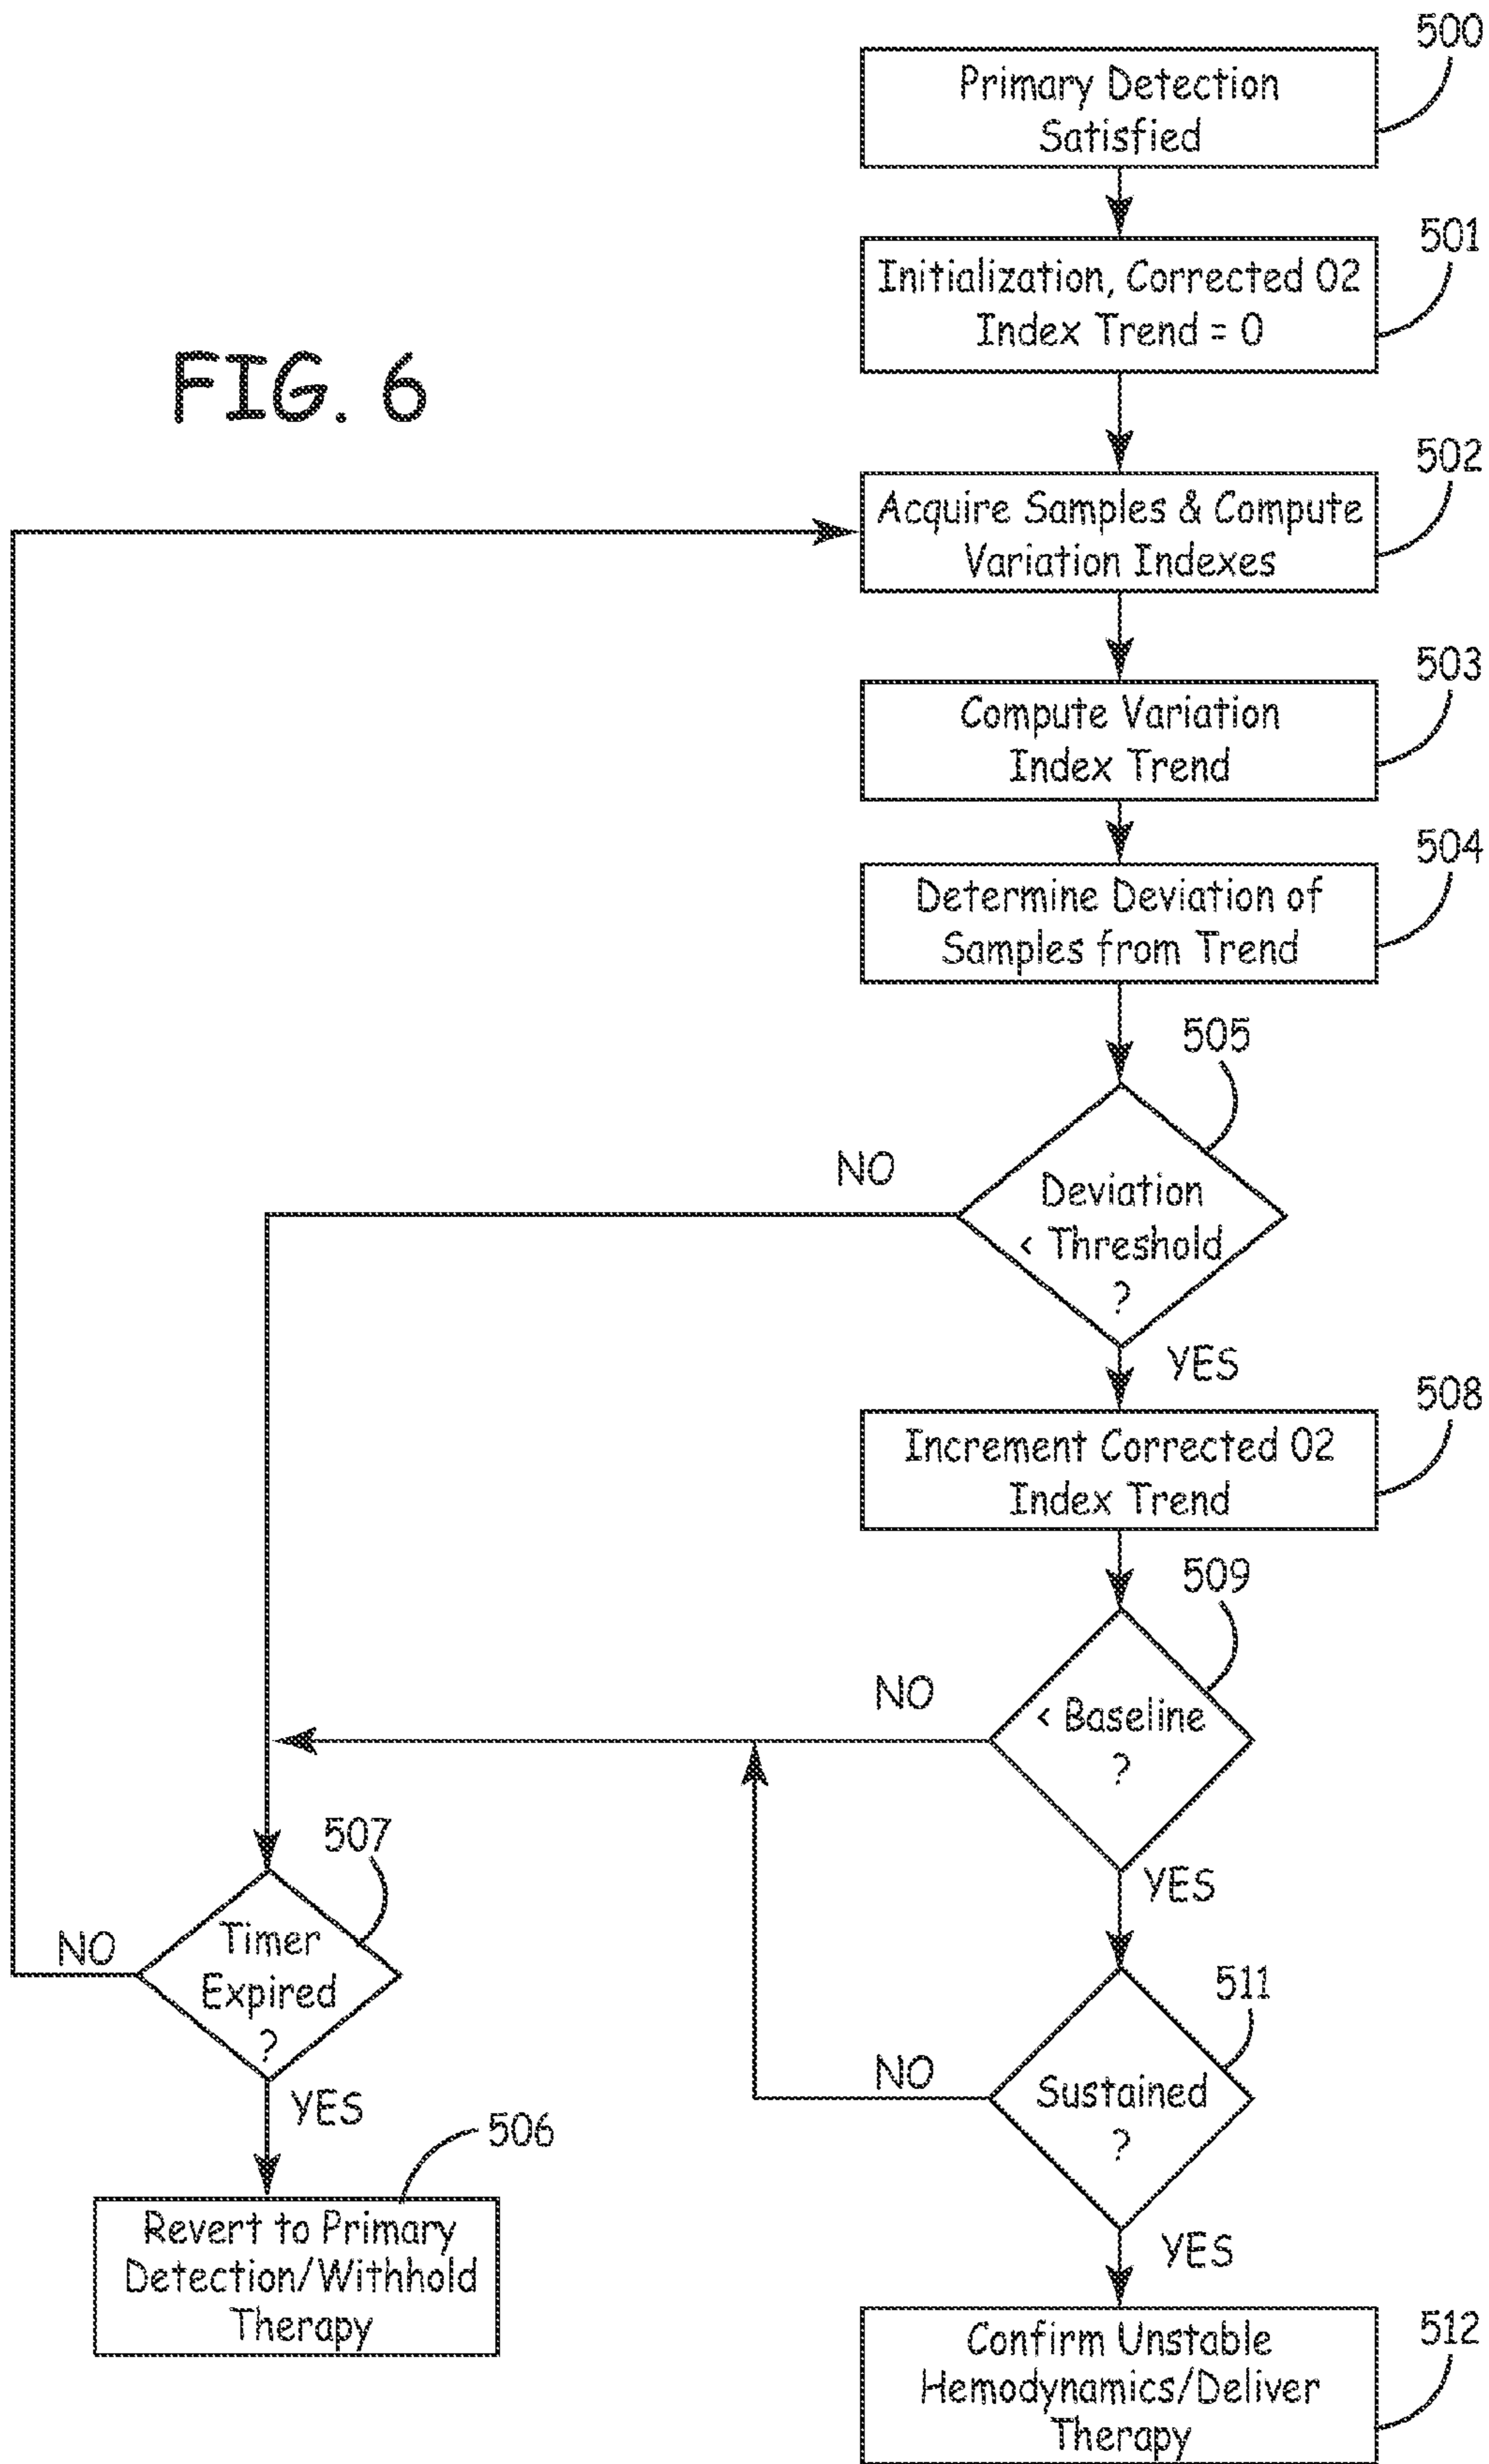 500
Primary Detection
Satisfied
501
Initialization, Corrected O2
Index Trend = 0
FIG. 6
502
Acquire Samples & Compute
Variation Indexes
503
Compute Variation
Index Trend
504
Determine Deviation of
Samples from Trend
505
NO
Deviation
< Threshold
?
YES
508
Increment Corrected O2
Index Trend
509
NO
< Baseline
?
YES
507
NO
Timer
Expired
?
YES
511
NO
Sustained
?
YES
506
Revert to Primary
Detection/Withhold
Therapy
512
Confirm Unstable
Hemodynamics/Deliver
Therapy